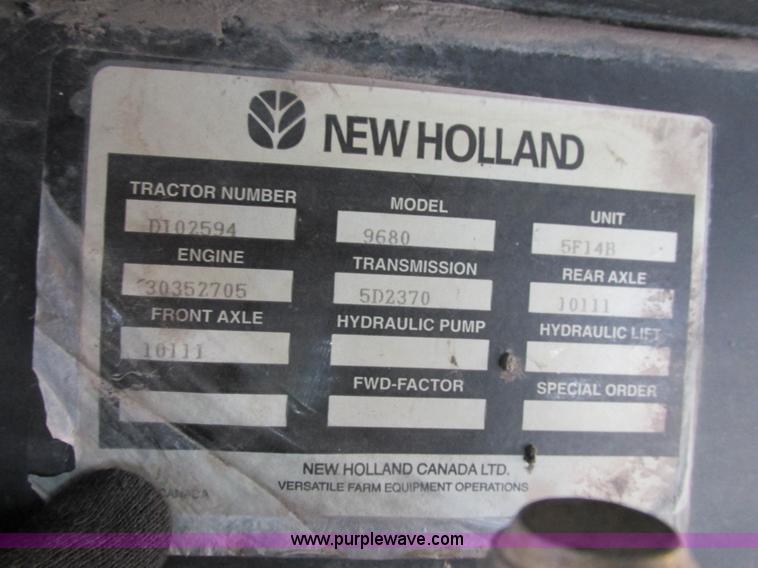 NEW HOLLAND
TRACTOR NUMBER MODEL UNIT
D102594 9680 5F14B
ENGINE TRANSMISSION REAR AXLE
30352705 5D2370 10111
FRONT AXLE HYDRAULIC PUMP HYDRAULIC LIFT
10111
FWD-FACTOR SPECIAL ORDER
NEW HOLLAND CANADA LTD.
VERSATILE FARM EQUIPMENT OPERATIONS
CANADA
www.purplewave.com